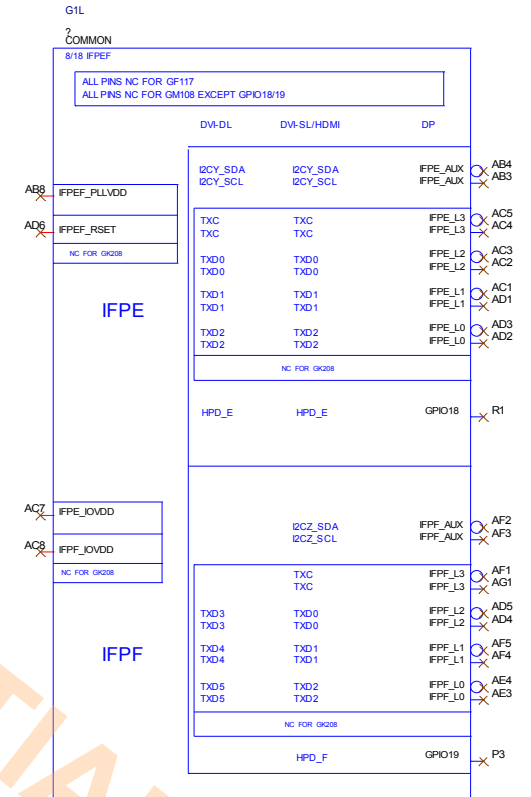 G1L
?
COMMON
8/18 IFPEF
ALL PINS NC FOR GF117
ALL PINS NC FOR GM108 EXCEPT GPIO18/19
DVI-DL DVI-SL/HDMI DP
I2CY_SDA I2CY_SDA IFPE_AUX AB4
I2CY_SCL I2CY_SCL IFPE_AUX AB3
AB8 IFPEF_PLLVDD
AD6 IFPEF_RSET
NC FOR GK208
TXC TXC IFPE_L3 AC5
TXC TXC IFPE_L3 AC4
TXD0 TXD0 IFPE_L2 AC3
TXD0 TXD0 IFPE_L2 AC2
TXD1 TXD1 IFPE_L1 AC1
TXD1 TXD1 IFPE_L1 AD1
IFPE
TXD2 TXD2 IFPE_L0 AD3
TXD2 TXD2 IFPE_L0 AD2
NC FOR GK208
HPD_E HPD_E GPIO18 R1
AC7 IFPE_IOVDD
AC8 IFPF_IOVDD
NC FOR GK208
I2CZ_SDA IFPF_AUX AF2
I2CZ_SCL IFPF_AUX AF3
TXC IFPF_L3 AF1
TXC IFPF_L3 AG1
TXD3 TXD0 IFPF_L2 AD5
TXD3 TXD0 IFPF_L2 AD4
IFPF
TXD4 TXD1 IFPF_L1 AF5
TXD4 TXD1 IFPF_L1 AF4
TXD5 TXD2 IFPF_L0 AE4
TXD5 TXD2 IFPF_L0 AE3
NC FOR GK208
HPD_F GPIO19 P3